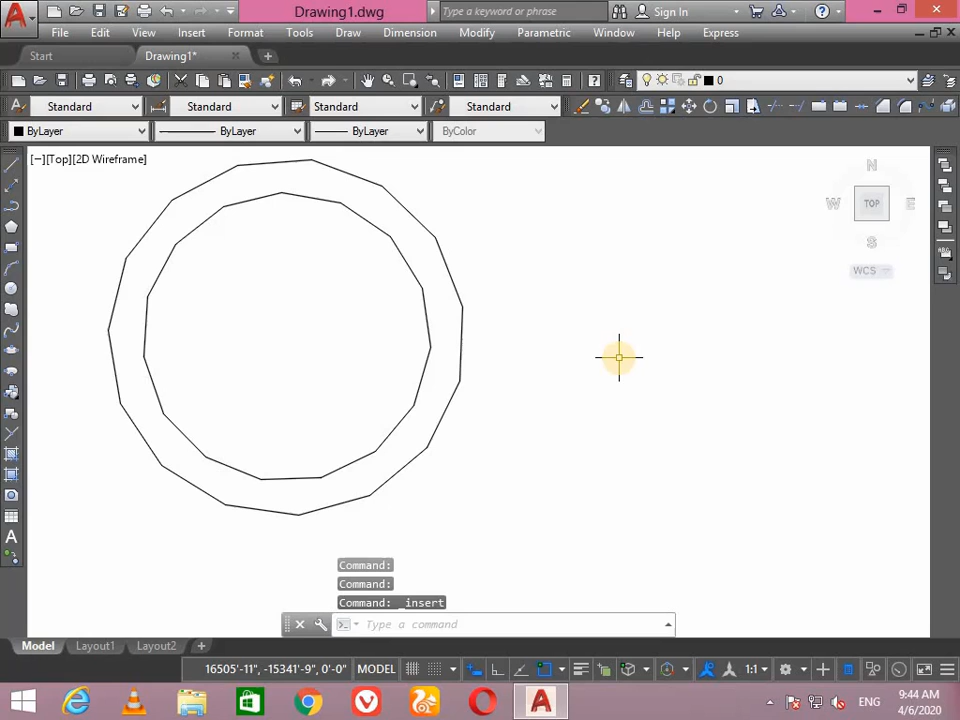 Drawing1.dwg
Type a keyword or phrase
Sign In
File Edit View Insert Format Tools Draw Dimension Modify Parametric Window Help Express
Start
Drawing1*
0
Standard Standard Standard Standard
ByLayer ByLayer ByLayer ByColor
[−][Top][2D Wireframe]
N
W TOP E
S
WCS
Command:
Command:
Command: _insert
Type a command
Model Layout1 Layout2
16505'-11", -15341'-9", 0'-0" MODEL 1:1
ENG
9:44 AM
4/6/2020